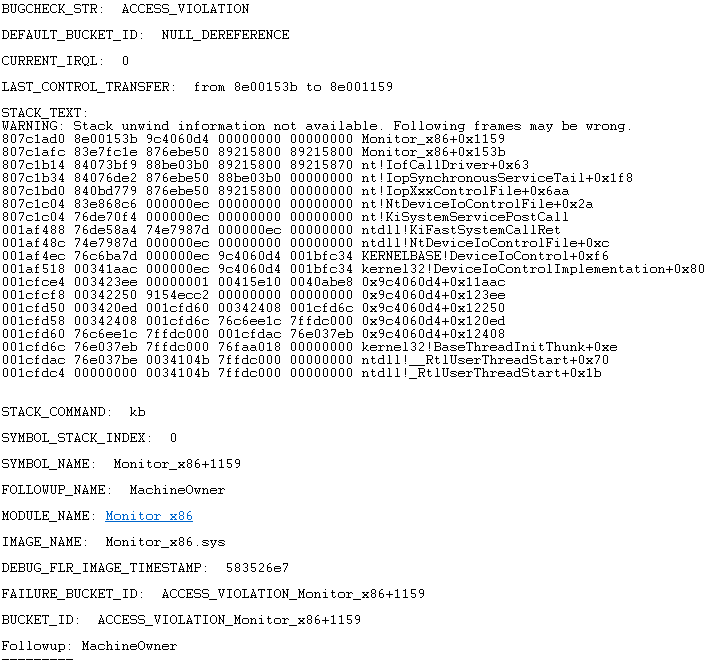 BUGCHECK_STR:  ACCESS_VIOLATION
DEFAULT_BUCKET_ID:  NULL_DEREFERENCE
CURRENT_IRQL:  0
LAST_CONTROL_TRANSFER:  from 8e00153b to 8e001159
STACK_TEXT:
WARNING: Stack unwind information not available. Following frames may be wrong.
807c1ad0 8e00153b 9c4060d4 00000000 00000000 Monitor_x86+0x1159
807c1afc 83e7fc1e 876ebe50 89215800 89215800 Monitor_x86+0x153b
807c1b14 84073bf9 88be03b0 89215800 89215870 nt!IofCallDriver+0x63
807c1b34 84076de2 876ebe50 88be03b0 00000000 nt!IopSynchronousServiceTail+0x1f8
807c1bd0 840bd779 876ebe50 89215800 00000000 nt!IopXxxControlFile+0x6aa
807c1c04 83e868c6 000000ec 00000000 00000000 nt!NtDeviceIoControlFile+0x2a
807c1c04 76de70f4 000000ec 00000000 00000000 nt!KiSystemServicePostCall
001af488 76de58a4 74e7987d 000000ec 00000000 ntdll!KiFastSystemCallRet
001af48c 74e7987d 000000ec 00000000 00000000 ntdll!NtDeviceIoControlFile+0xc
001af4ec 76c6ba7d 000000ec 9c4060d4 001bfc34 KERNELBASE!DeviceIoControl+0xf6
001af518 00341aac 000000ec 9c4060d4 001bfc34 kernel32!DeviceIoControlImplementation+0x80
001cfce4 003423ee 00000001 00415e10 0040abe8 0x9c4060d4+0x11aac
001cfcf8 00342250 9154ecc2 00000000 00000000 0x9c4060d4+0x123ee
001cfd50 003420ed 001cfd60 00342408 001cfd6c 0x9c4060d4+0x12250
001cfd58 00342408 001cfd6c 76c6ee1c 7ffdc000 0x9c4060d4+0x120ed
001cfd60 76c6ee1c 7ffdc000 001cfdac 76e037eb 0x9c4060d4+0x12408
001cfd6c 76e037eb 7ffdc000 76faa018 00000000 kernel32!BaseThreadInitThunk+0xe
001cfdac 76e037be 0034104b 7ffdc000 00000000 ntdll!__RtlUserThreadStart+0x70
001cfdc4 00000000 0034104b 7ffdc000 00000000 ntdll!_RtlUserThreadStart+0x1b
STACK_COMMAND:  kb
SYMBOL_STACK_INDEX:  0
SYMBOL_NAME:  Monitor_x86+1159
FOLLOWUP_NAME:  MachineOwner
MODULE_NAME: Monitor_x86
IMAGE_NAME:  Monitor_x86.sys
DEBUG_FLR_IMAGE_TIMESTAMP:  583526e7
FAILURE_BUCKET_ID:  ACCESS_VIOLATION_Monitor_x86+1159
BUCKET_ID:  ACCESS_VIOLATION_Monitor_x86+1159
Followup: MachineOwner
---------